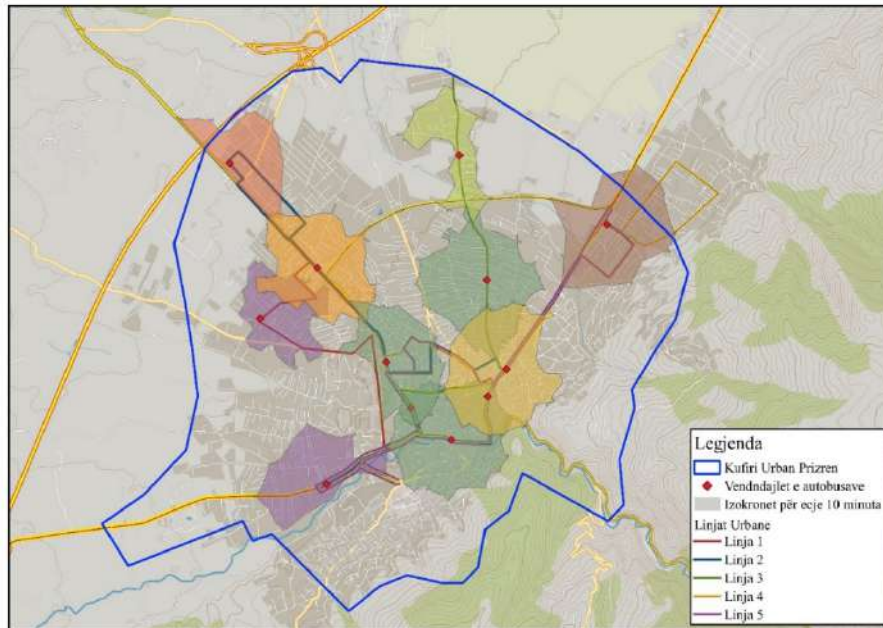 Legjenda
Kufiri Urban Prizren
Vendndajlet e autobusave
Izokronet për ecje 10 minuta
Linjat Urbane
Linja 1
Linja 2
Linja 3
Linja 4
Linja 5